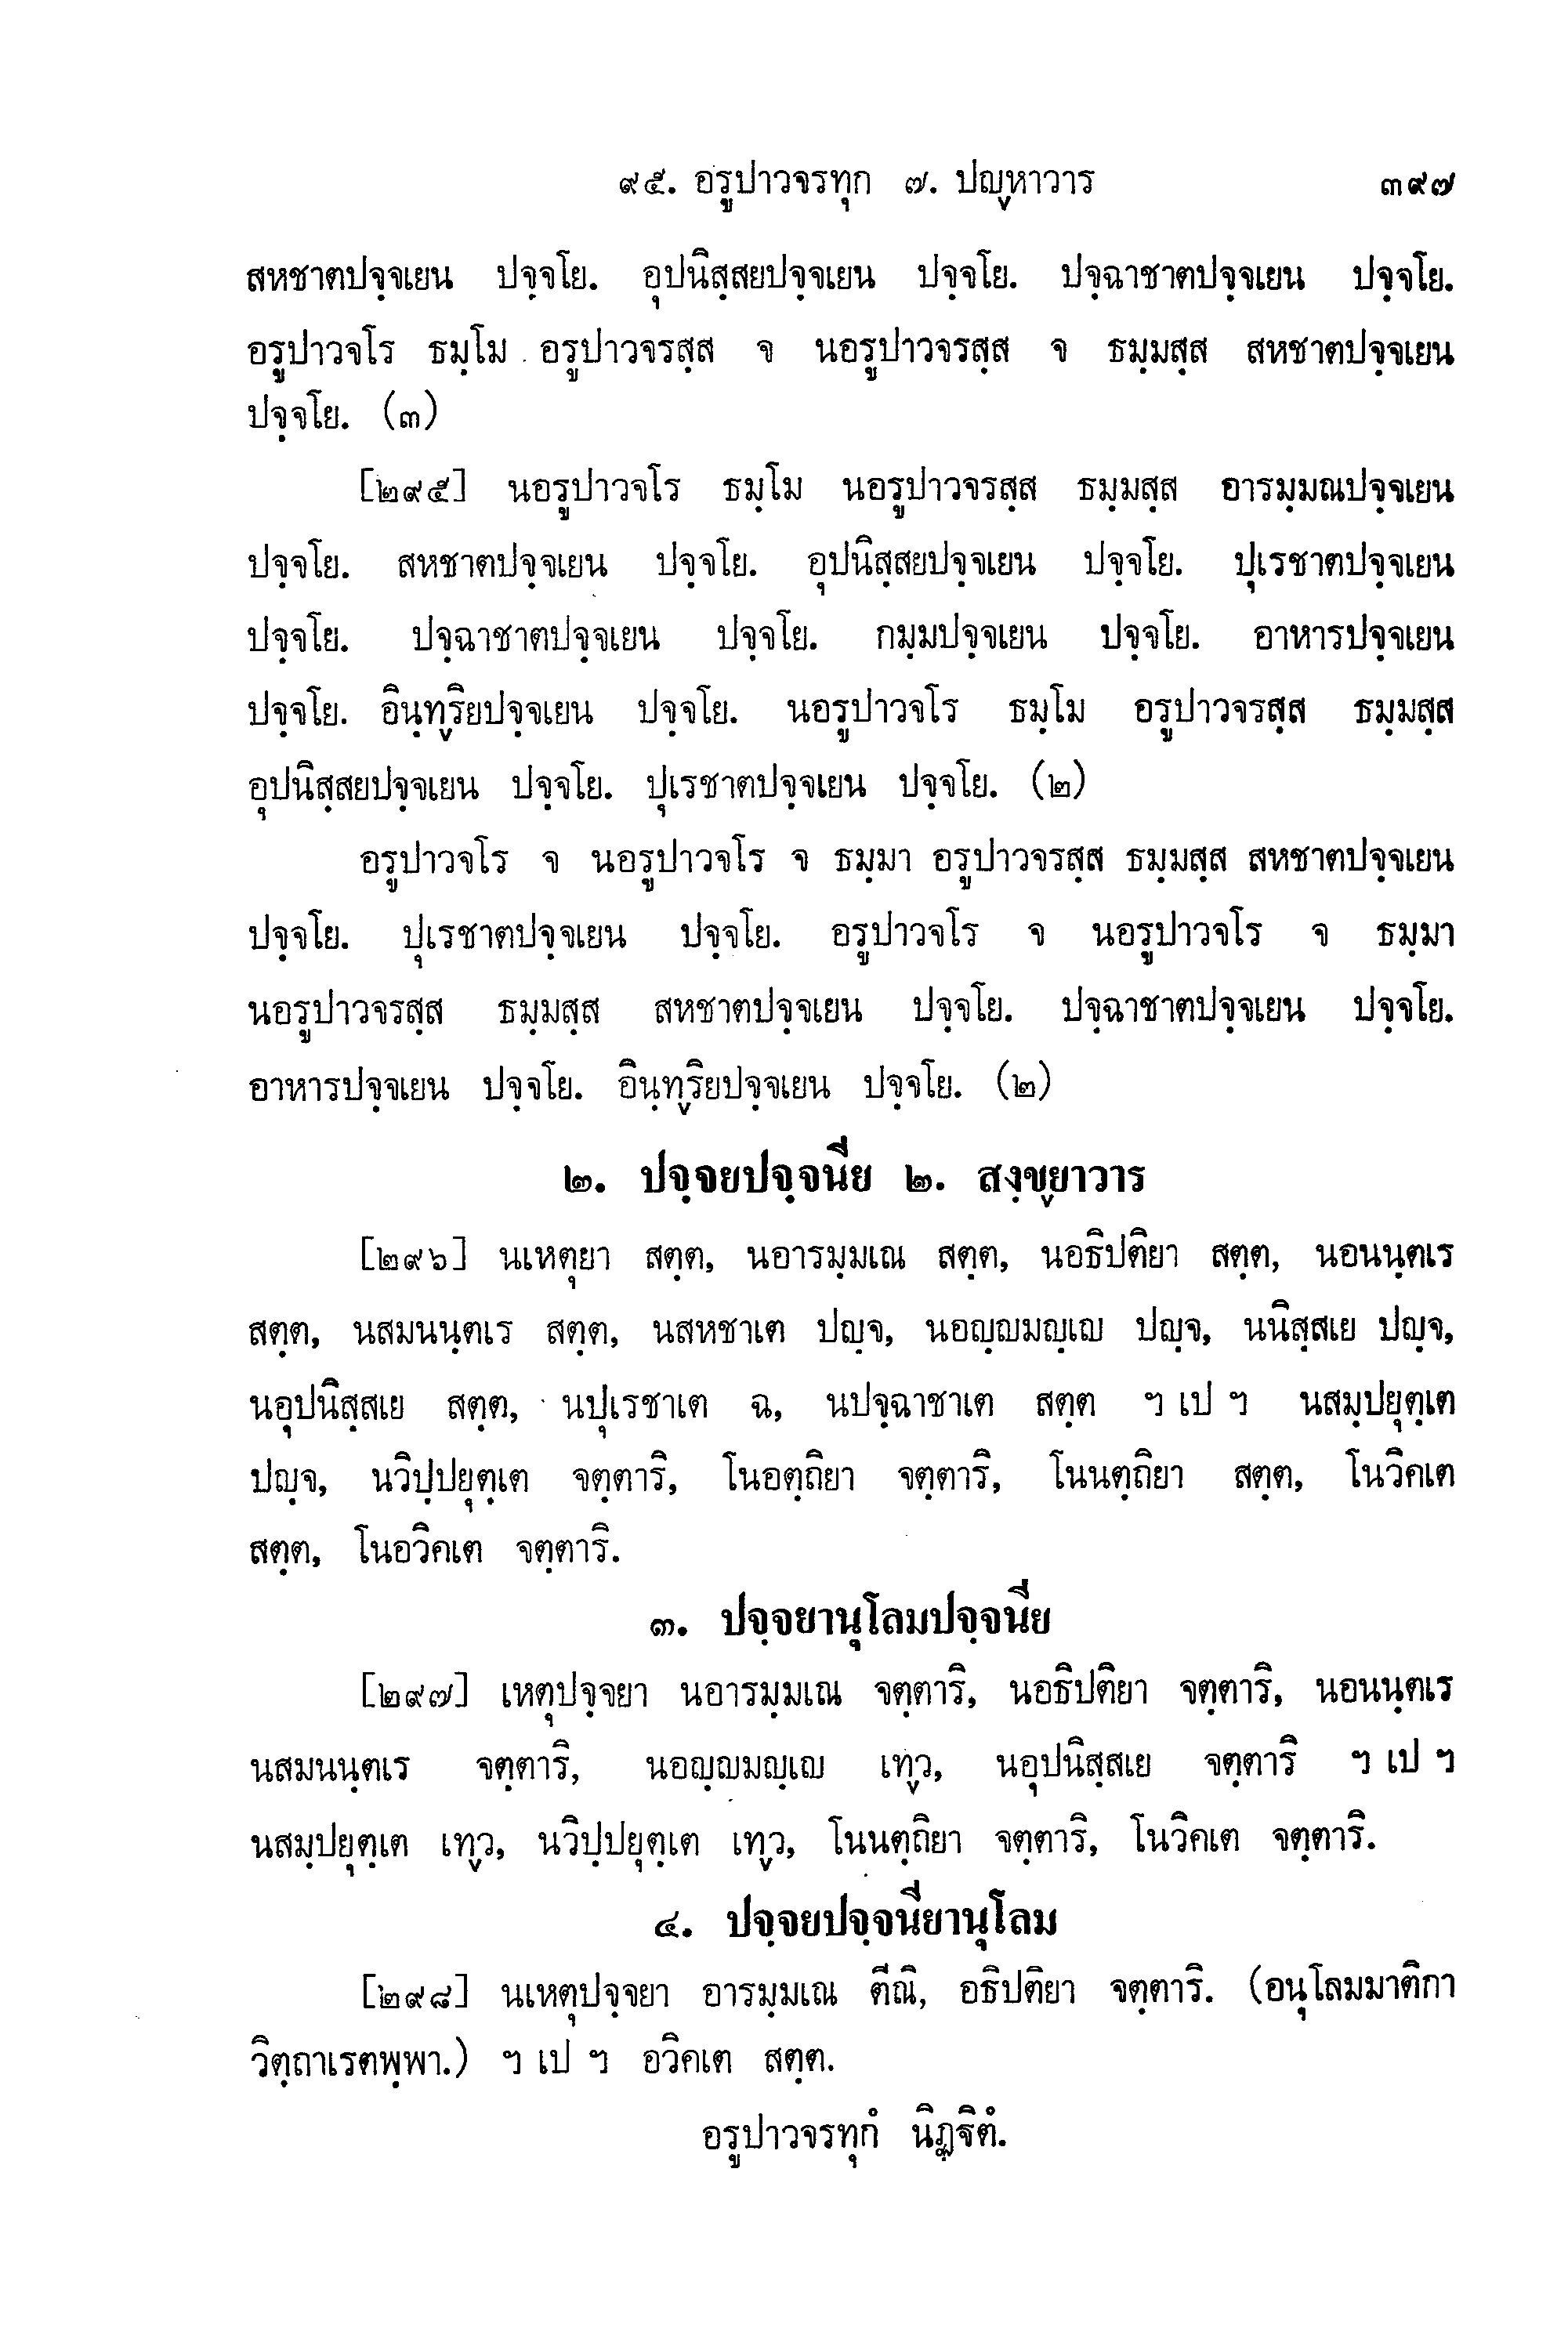 ๙๕. อรูปาวจรทุก ๗. ปญฺหาวาร ๓๙๗
สหชาตปจฺจเยน ปจฺจโย. อุปนิสฺสยปจฺจเยน ปจฺจโย. ปจฺฉาชาตปจฺจเยน ปจฺจโย.
อรูปาวจโร ธมฺโม อรูปาวจรสฺส จ นอรูปาวจรสฺส จ ธมฺมสฺส สหชาตปจฺจเยน
ปจฺจโย. (๓)
[๒๙๕] นอรูปาวจโร ธมฺโม นอรูปาวจรสฺส ธมฺมสฺส อารมฺมณปจฺจเยน
ปจฺจโย. สหชาตปจฺจเยน ปจฺจโย. อุปนิสฺสยปจฺจเยน ปจฺจโย. ปุเรชาตปจฺจเยน
ปจฺจโย. ปจฺฉาชาตปจฺจเยน ปจฺจโย. กมฺมปจฺจเยน ปจฺจโย. อาหารปจฺจเยน
ปจฺจโย. อินฺทฺริยปจฺจเยน ปจฺจโย. นอรูปาวจโร ธมฺโม อรูปาวจรสฺส ธมฺมสฺส
อุปนิสฺสยปจฺจเยน ปจฺจโย. ปุเรชาตปจฺจเยน ปจฺจโย. (๒)
อรูปาวจโร จ นอรูปาวจโร จ ธมฺมา อรูปาวจรสฺส ธมฺมสฺส สหชาตปจฺจเยน
ปจฺจโย. ปุเรชาตปจฺจเยน ปจฺจโย. อรูปาวจโร จ นอรูปาวจโร จ ธมฺมา
นอรูปาวจรสฺส ธมฺมสฺส สหชาตปจฺจเยน ปจฺจโย. ปจฺฉาชาตปจฺจเยน ปจฺจโย.
อาหารปจฺจเยน ปจฺจโย. อินฺทฺริยปจฺจเยน ปจฺจโย. (๒)
๒. ปจฺจยปจฺจนีย ๒. สงฺขฺยาวาร
[๒๙๖] นเหตุยา สตฺต, นอารมฺมเณ สตฺต, นอธิปติยา สตฺต, นอนนฺตเร
สตฺต, นสมนนฺตเร สตฺต, นสหชาเต ปญฺจ, นอญฺญมญฺเญ ปญฺจ, นนิสฺสเย ปญฺจ,
นอุปนิสฺสเย สตฺต, นปุเรชาเต ฉ, นปจฺฉาชาเต สตฺต ฯ เป ฯ นสมฺปยุตฺเต
ปญฺจ, นวิปฺปยุตฺเต จตฺตาริ, โนอตฺถิยา จตฺตาริ, โนนตฺถิยา สตฺต, โนวิคเต
สตฺต, โนอวิคเต จตฺตาริ.
๓. ปจฺจยานุโลมปจฺจนีย
[๒๙๗] เหตุปจฺจยา นอารมฺมเณ จตฺตาริ, นอธิปติยา จตฺตาริ, นอนนฺตเร
นสมนนฺตเร จตฺตาริ, นอญฺญมญฺเญ เทฺว, นอุปนิสฺสเย จตฺตาริ ฯ เป ฯ
นสมฺปยุตฺเต เทฺว, นวิปฺปยุตฺเต เทฺว, โนนตฺถิยา จตฺตาริ, โนวิคเต จตฺตาริ.
๔. ปจฺจยปจฺจนียานุโลม
[๒๙๘] นเหตุปจฺจยา อารมฺมเณ ตีณิ, อธิปติยา จตฺตาริ. (อนุโลมมาติกา
วิตฺถาเรตพฺพา.) ฯ เป ฯ อวิคเต สตฺต.
อรูปาวจรทุกํ นิฏฺฐิตํ.